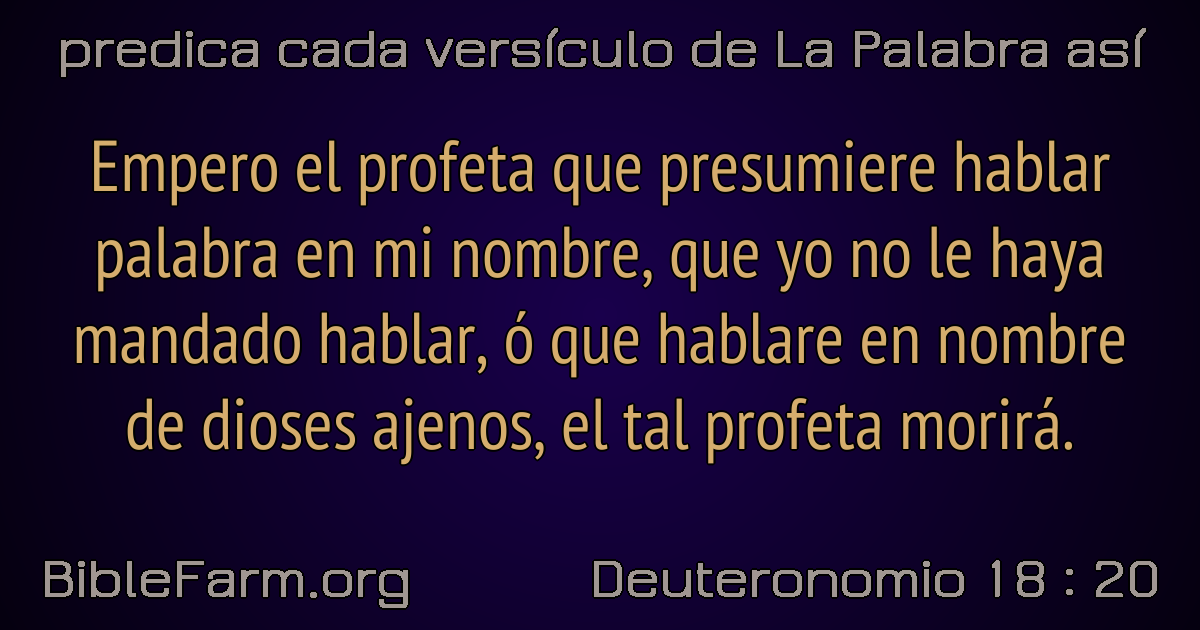 predica cada versículo de La Palabra así
Empero el profeta que presumiere hablar
palabra en mi nombre, que yo no le haya
mandado hablar, ó que hablare en nombre
de dioses ajenos, el tal profeta morirá.
BibleFarm.org
Deuteronomio 18 : 20